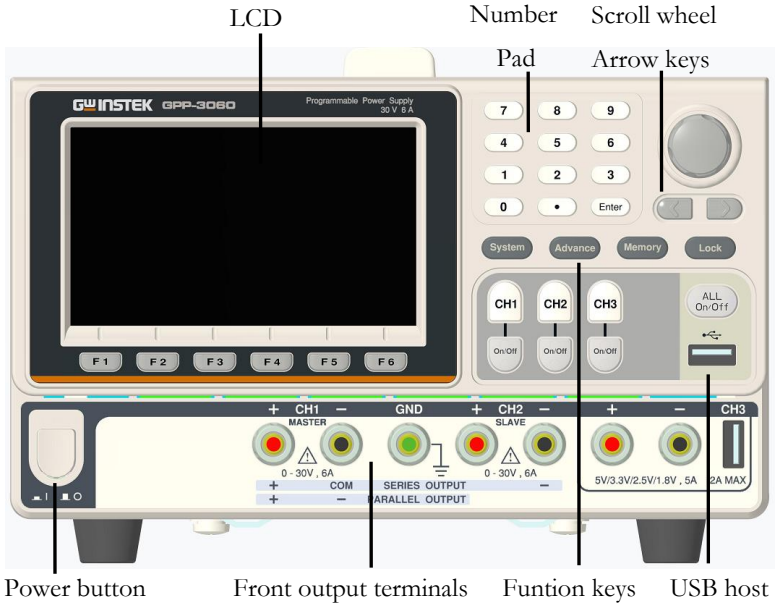 LCD
Number Scroll wheel
Pad Arrow keys
GWINSTEK GPP-3060
Programmable Power Supply
30 V 6 A
7 8 9
4 5 6
1 2 3
0 • Enter
System Advance Memory Lock
CH1 CH2 CH3
ALL
On/Off
On/Off On/Off On/Off
F 1 F 2 F 3 F 4 F 5 F 6
+ CH1 − GND + CH2 − + − CH3
MASTER SLAVE
0 - 30V , 6A 0 - 30V , 6A 5V/3.3V/2.5V/1.8V , 5A 2A MAX
+ COM SERIES OUTPUT −
+ − PARALLEL OUTPUT
I O
Power button Front output terminals Funtion keys USB host